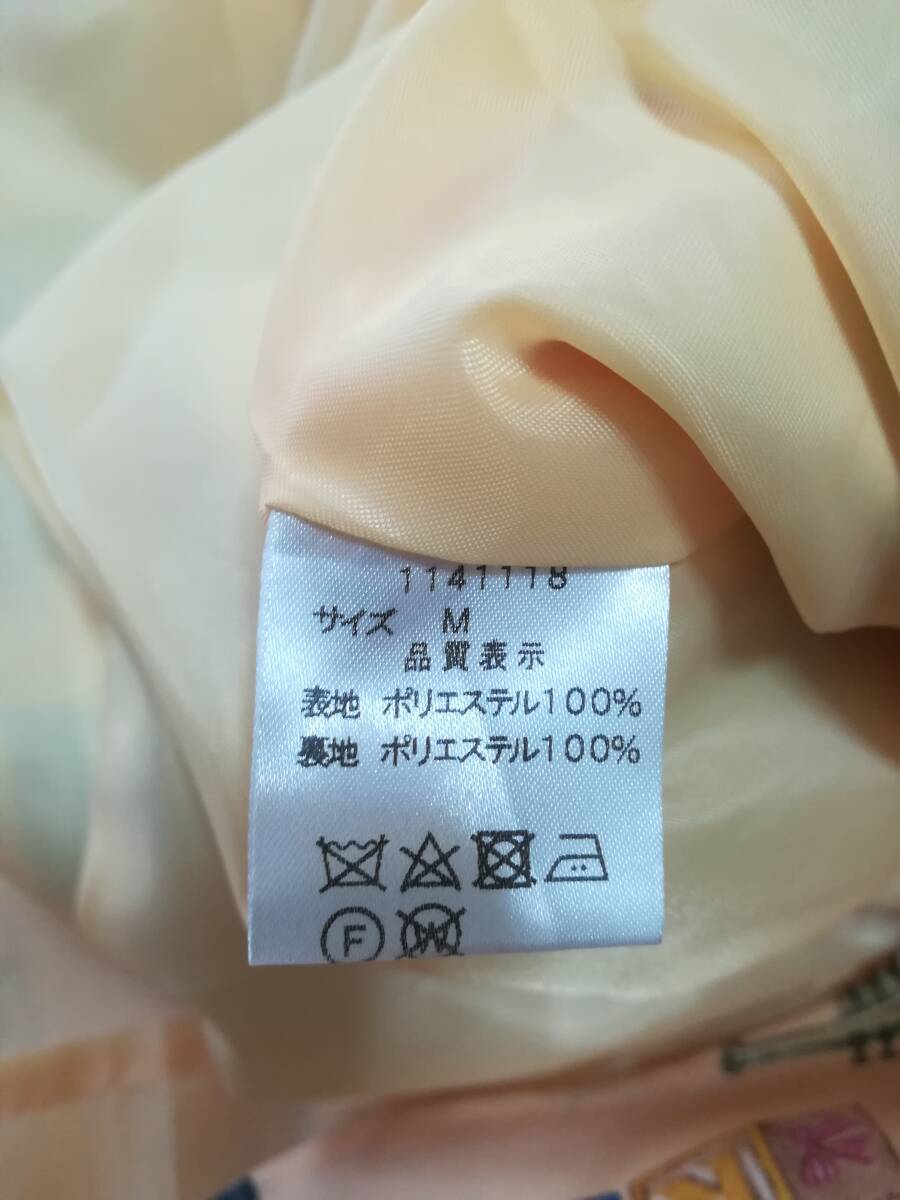 1141118
サイズ M
品質表示
表地 ポリエステル100%
裏地 ポリエステル100%
F W